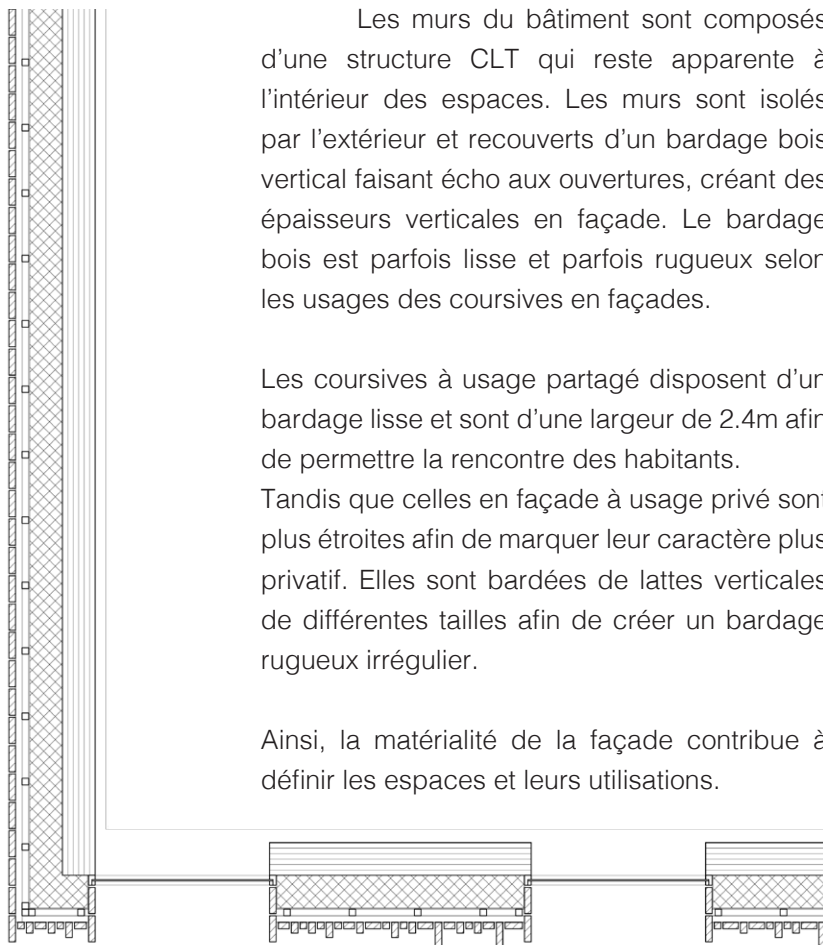 Les murs du bâtiment sont composés
d'une structure CLT qui reste apparente à
l'intérieur des espaces. Les murs sont isolés
par l'extérieur et recouverts d'un bardage bois
vertical faisant écho aux ouvertures, créant des
épaisseurs verticales en façade. Le bardage
bois est parfois lisse et parfois rugueux selon
les usages des coursives en façades.
Les coursives à usage partagé disposent d'un
bardage lisse et sont d'une largeur de 2.4m afin
de permettre la rencontre des habitants.
Tandis que celles en façade à usage privé sont
plus étroites afin de marquer leur caractère plus
privatif. Elles sont bardées de lattes verticales
de différentes tailles afin de créer un bardage
rugueux irrégulier.
Ainsi, la matérialité de la façade contribue à
définir les espaces et leurs utilisations.